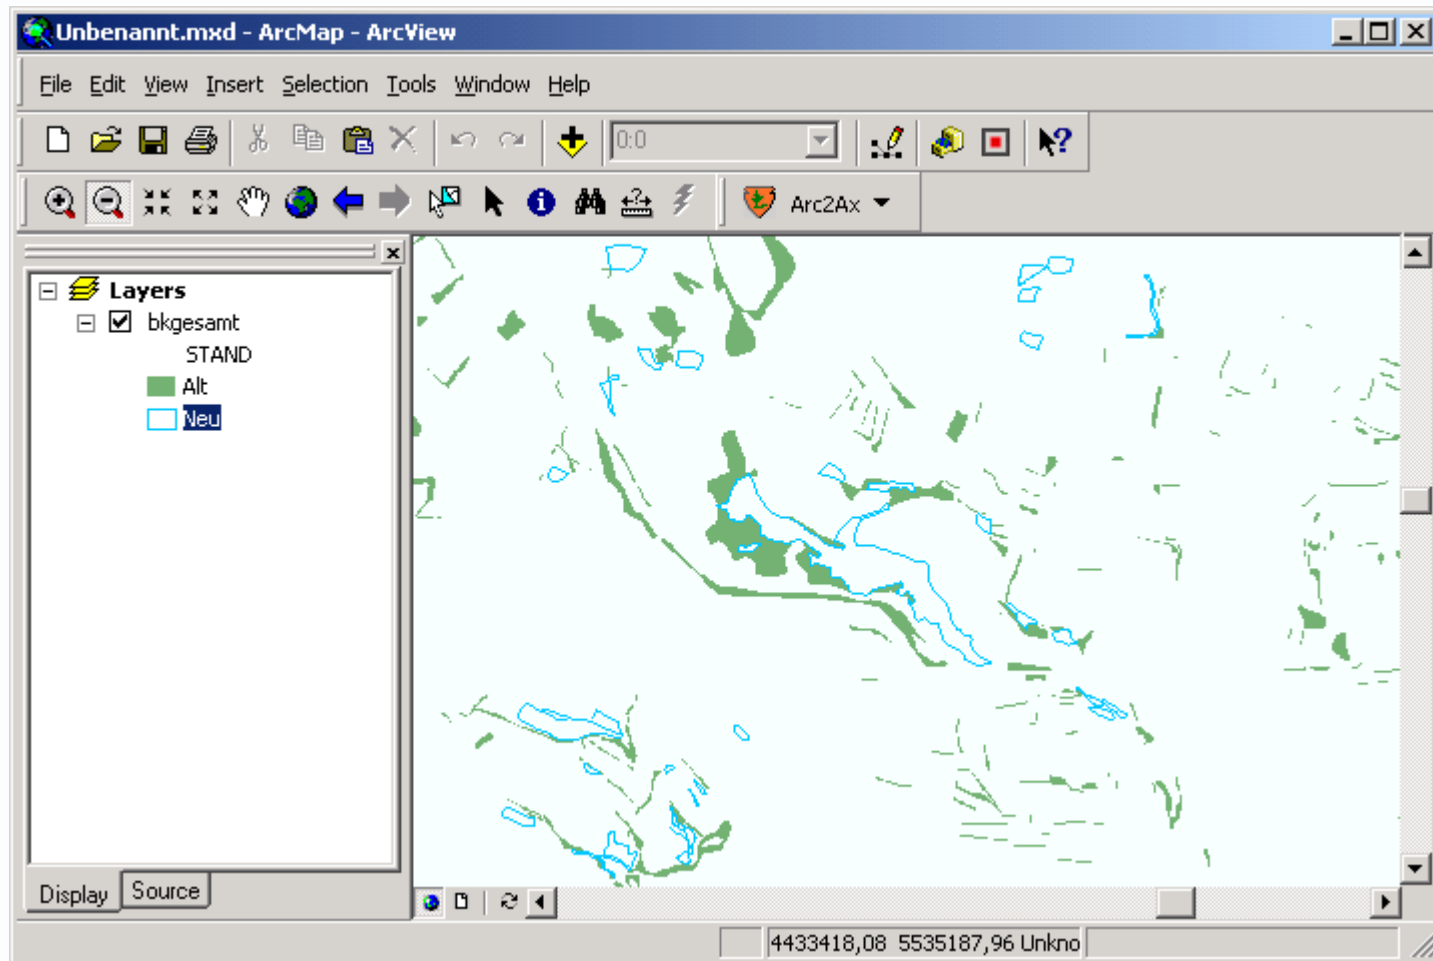 Unbenannt.mxd - ArcMap - ArcView
File Edit View Insert Selection Tools Window Help
0:0
Arc2Ax
Layers
bkgesamt
STAND
Alt
Neu
Display Source
4433418,08 5535187,96 Unkno